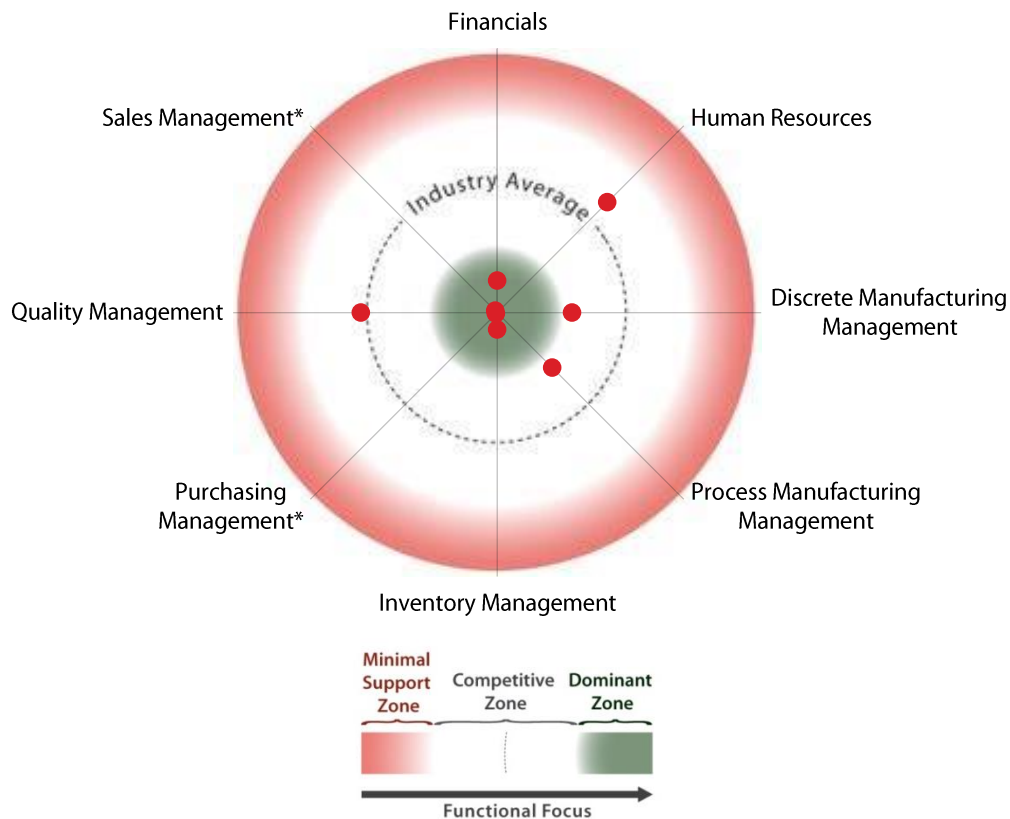 Financials
Sales Management*
Human Resources
Industry Average
Quality Management
Discrete Manufacturing
Management
Purchasing
Management*
Process Manufacturing
Management
Inventory Management
Minimal
Support
Zone
Competitive
Zone
Dominant
Zone
Functional Focus